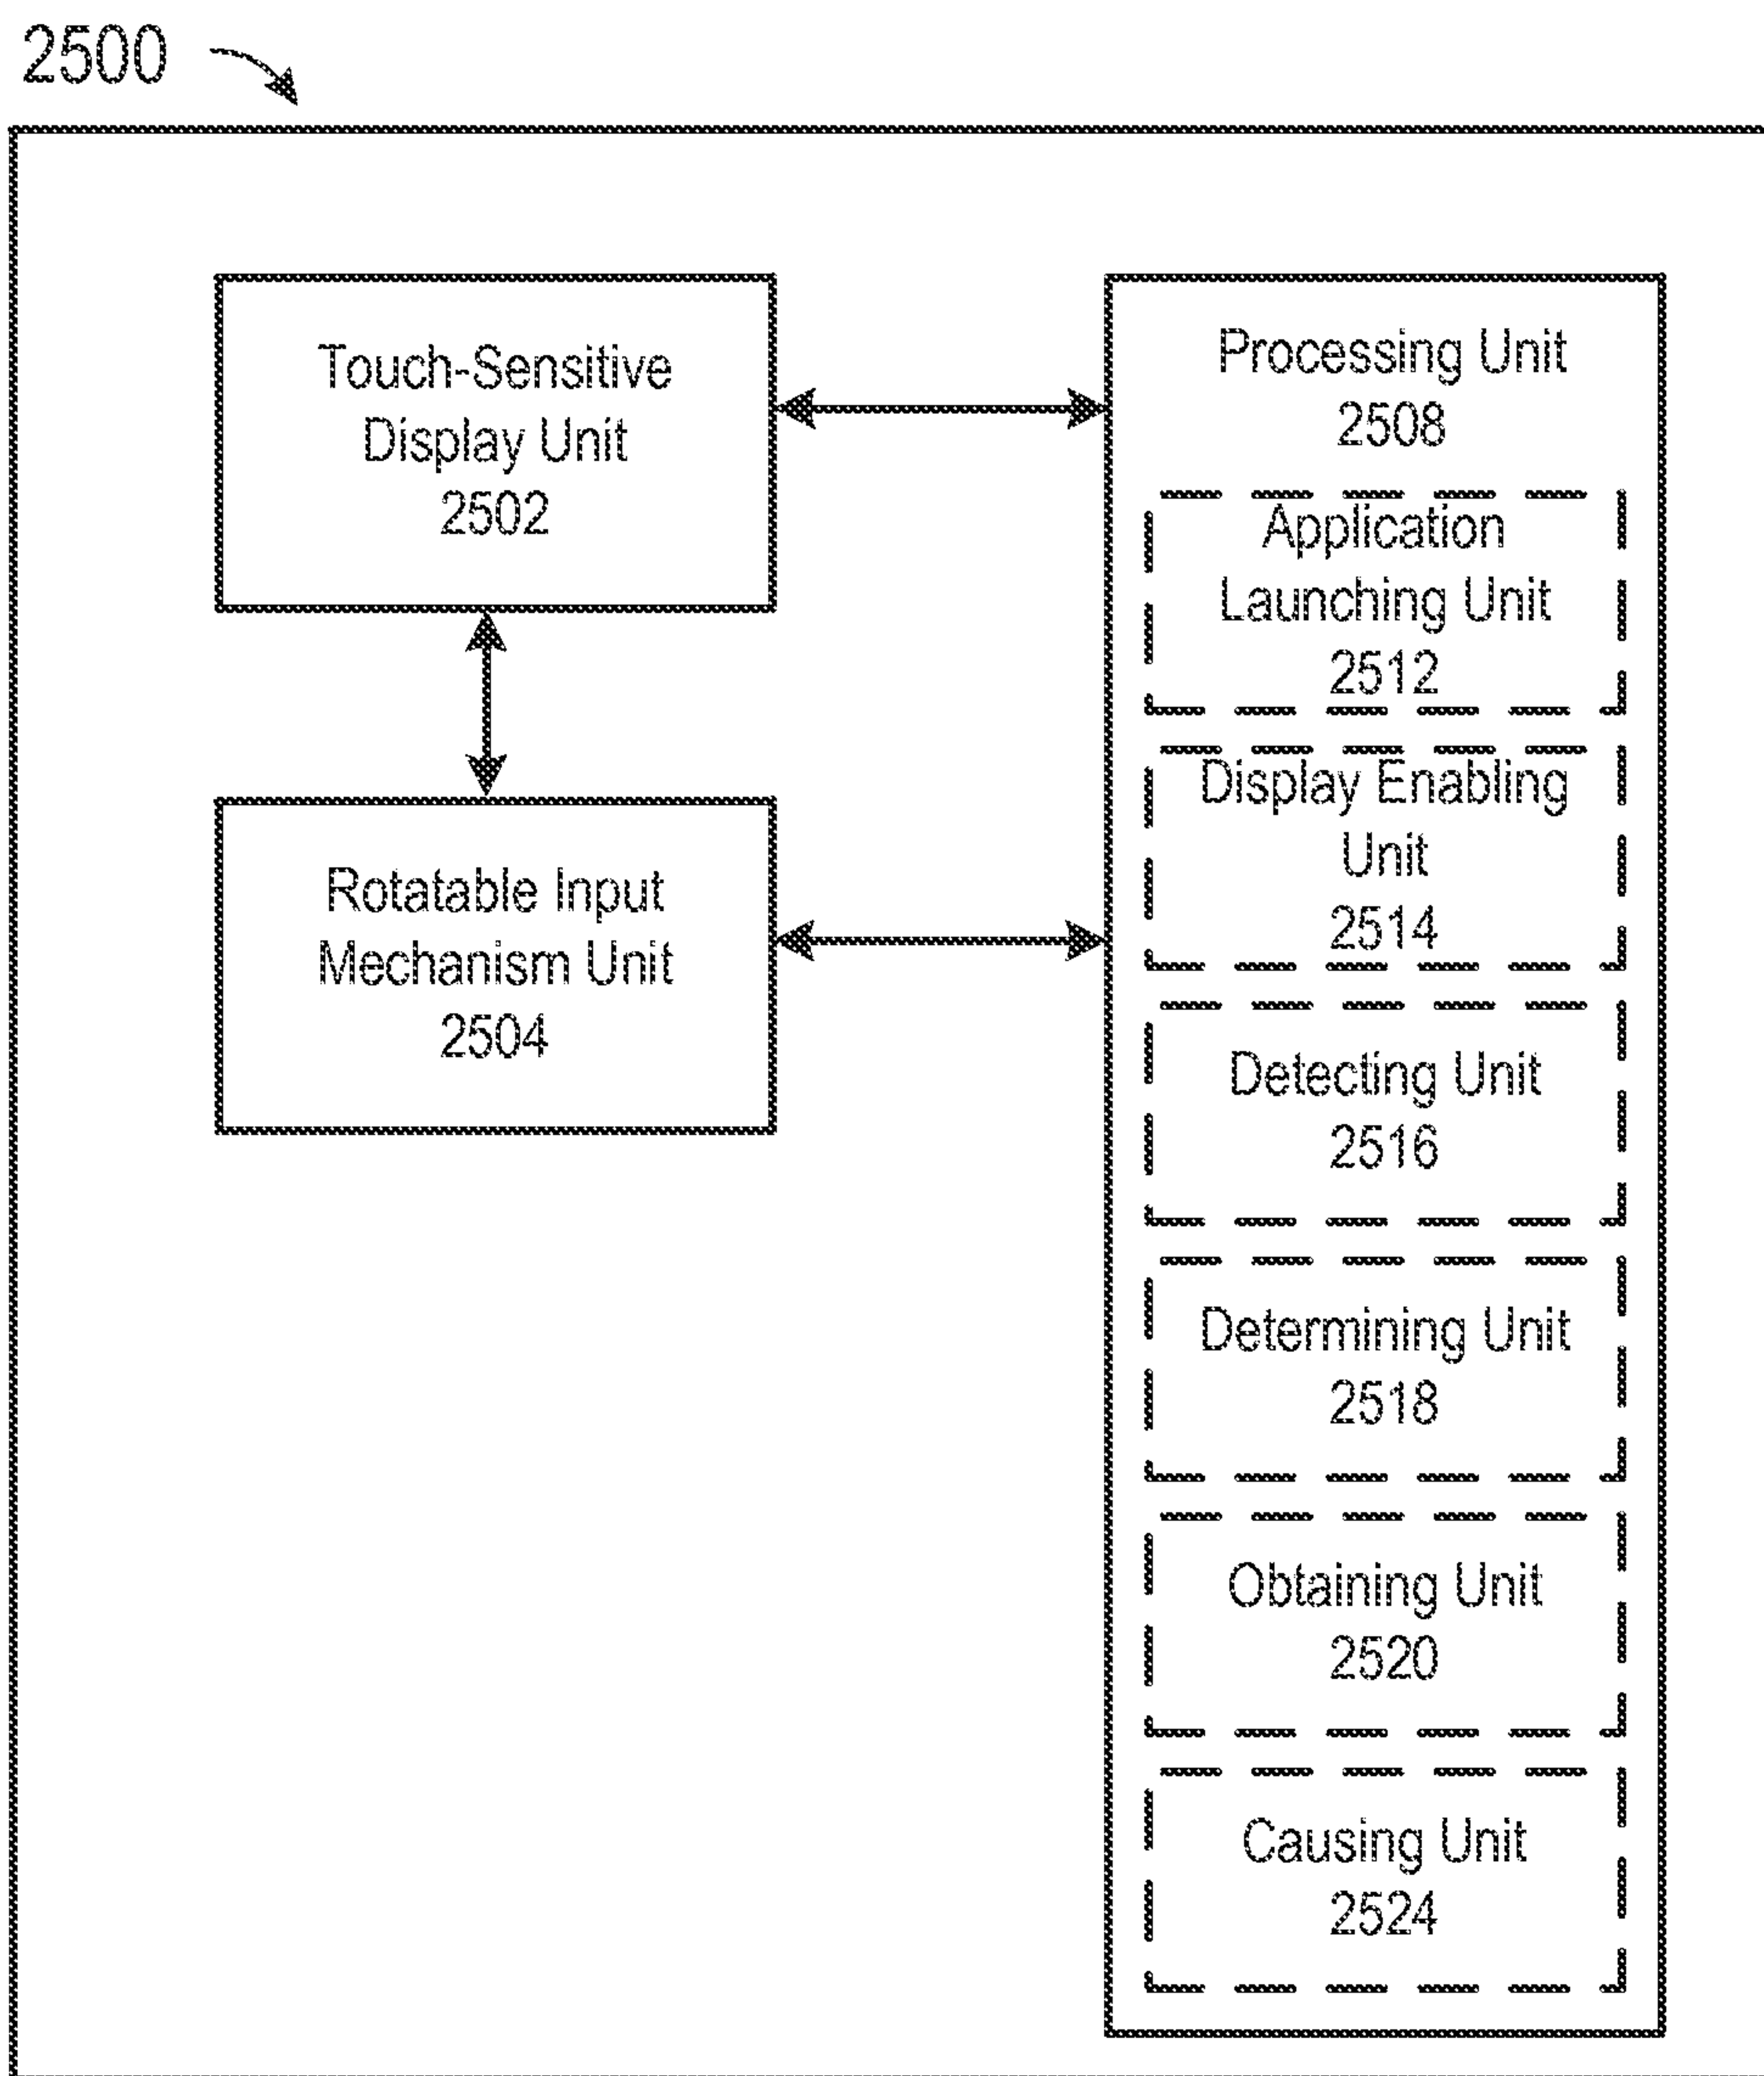 2500
Touch-Sensitive
Display Unit
2502
Rotatable Input
Mechanism Unit
2504
Processing Unit
2508
Application
Launching Unit
2512
Display Enabling
Unit
2514
Detecting Unit
2516
Determining Unit
2518
Obtaining Unit
2520
Causing Unit
2524